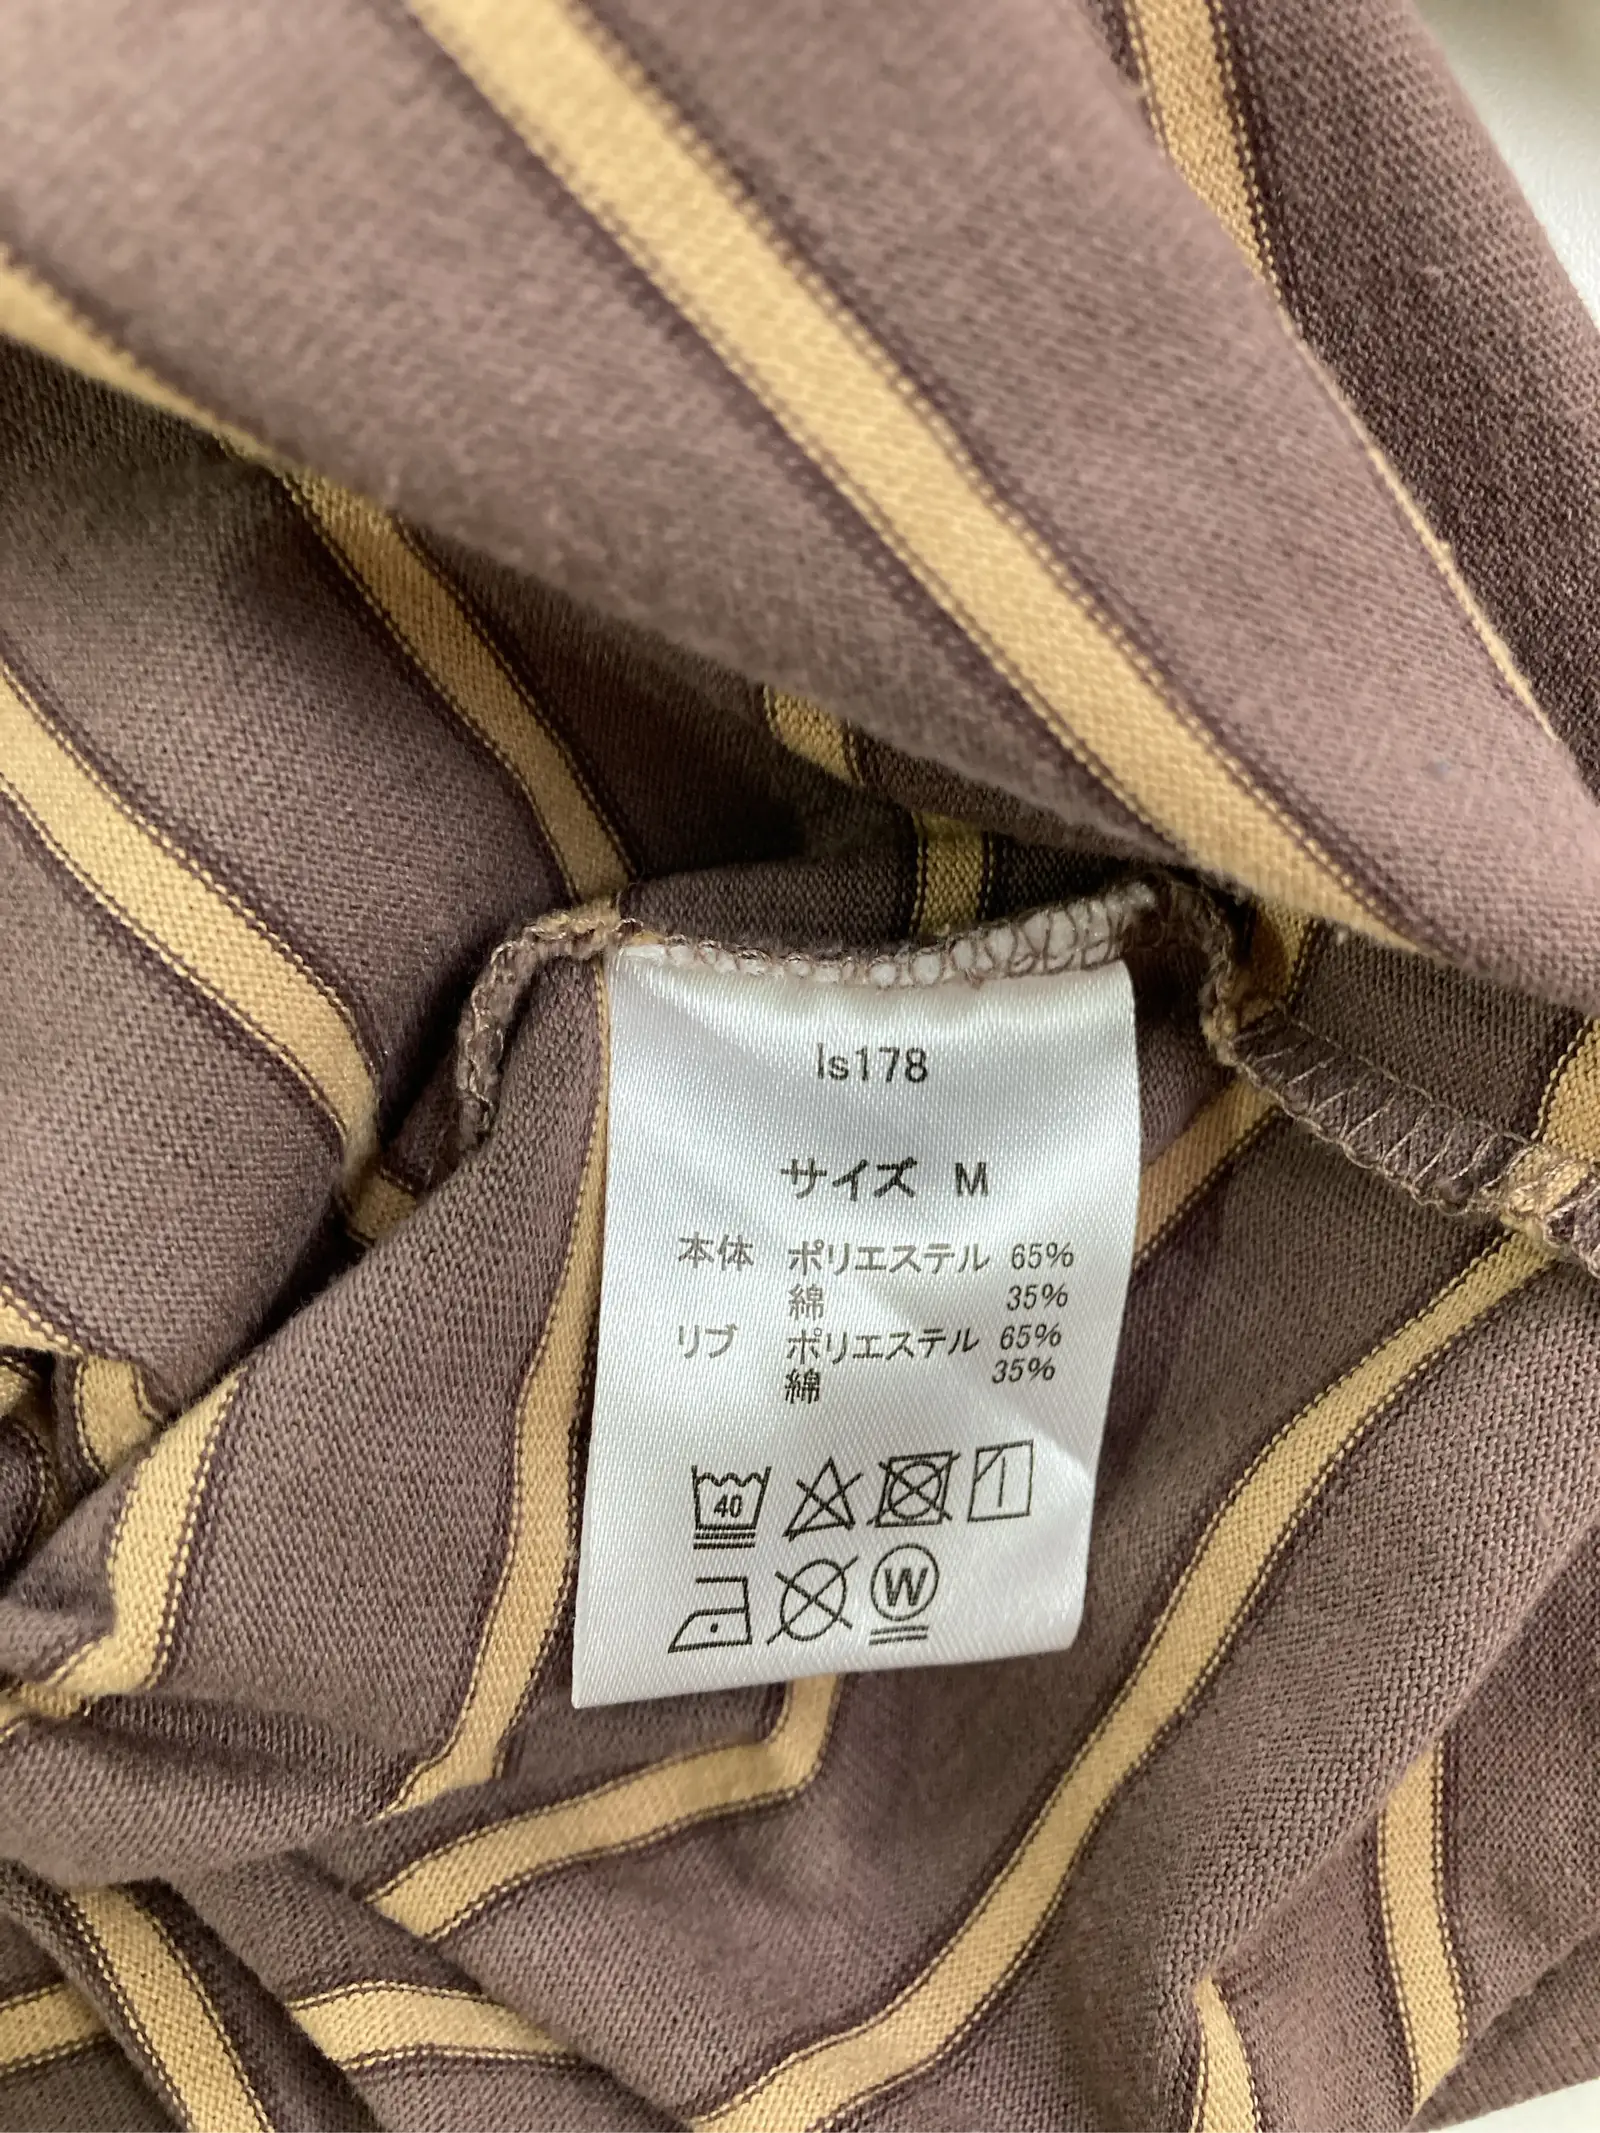 ls178
サイズ M
本体 ポリエステル 65%
綿 35%
リブ ポリエステル 65%
綿 35%
40
W